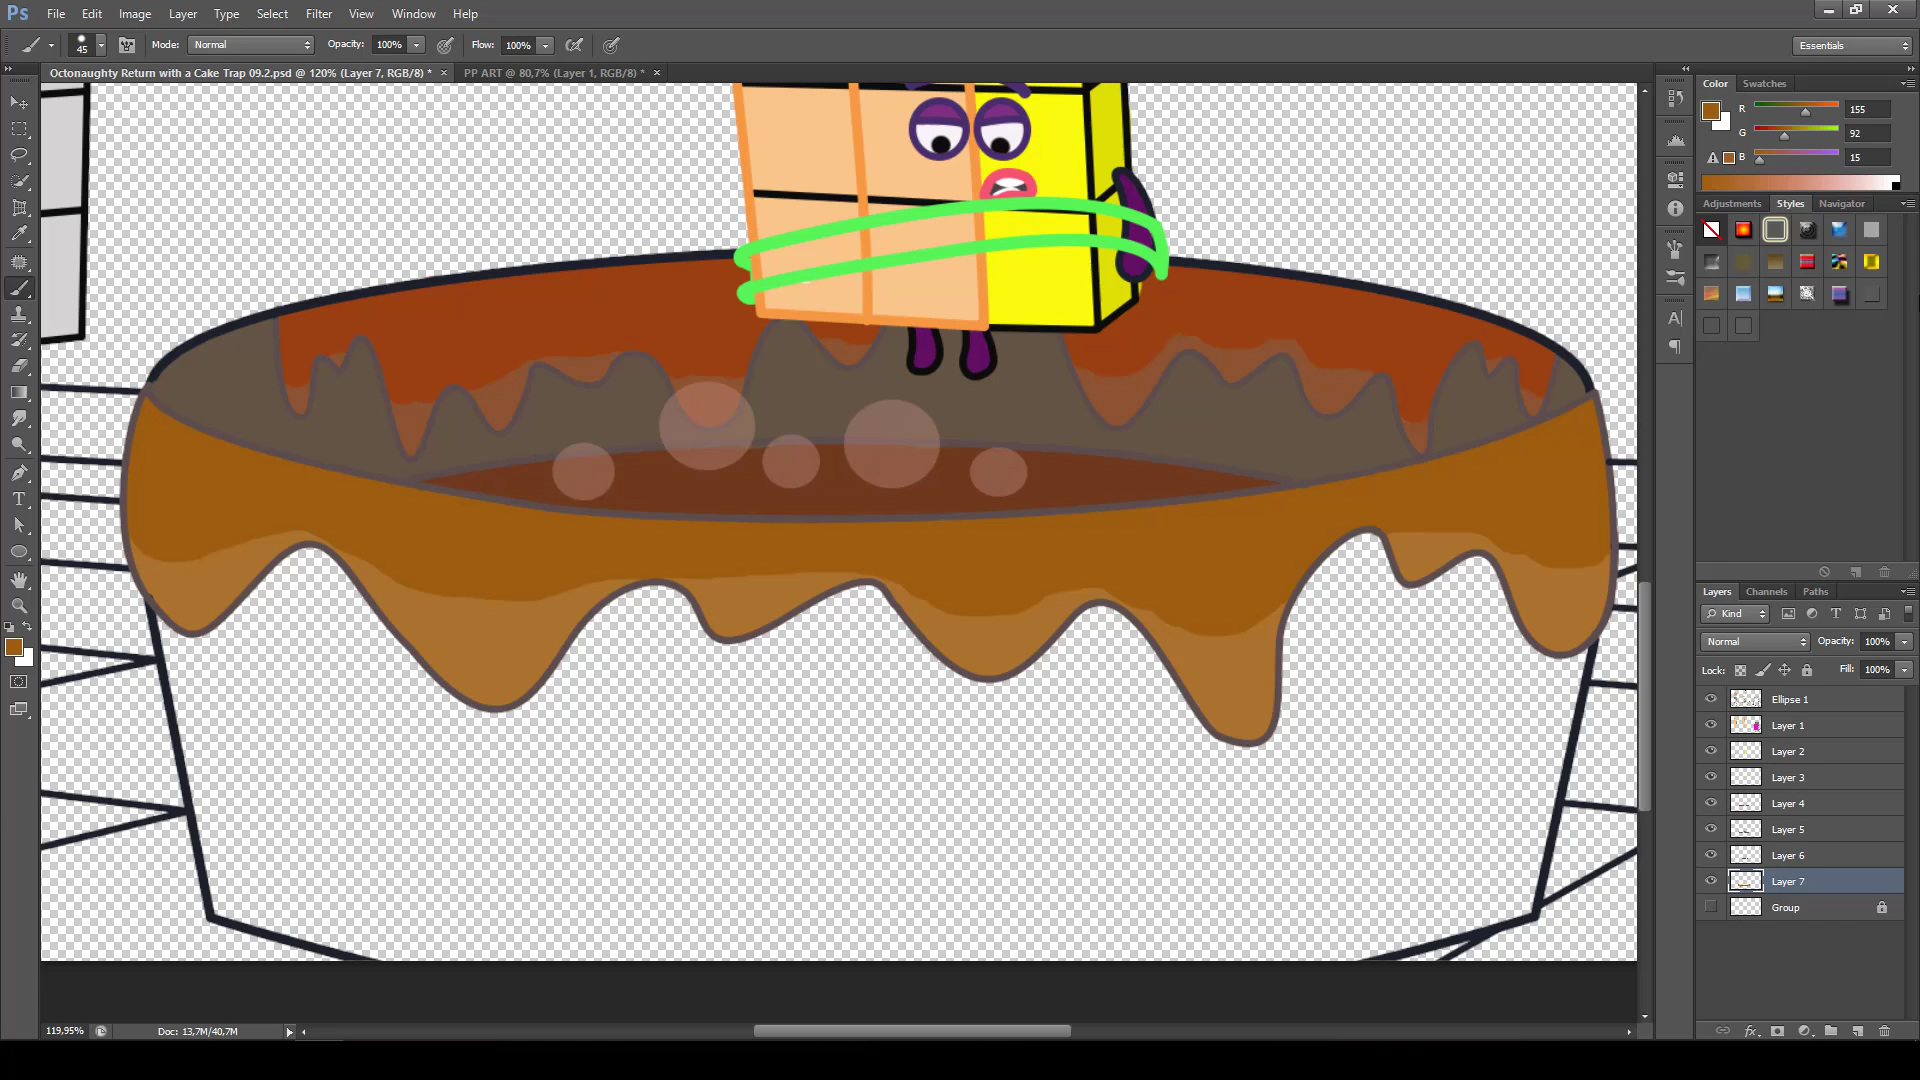 Ps File Edit Image Layer Type Select Filter View Window Help
45 Mode: Normal Opacity: 100% Flow: 100% Essentials
Octonaughty Return with a Cake Trap 09.2.psd @ 120% (Layer 7, RGB/8) * × PP ART @ 80,7% (Layer 1, RGB/8) * ×
Color Swatches
R 155
G 92
B 15
Adjustments Styles Navigator
Layers Channels Paths
Kind
Normal Opacity: 100%
Lock: Fill: 100%
Ellipse 1
Layer 1
Layer 2
Layer 3
Layer 4
Layer 5
Layer 6
Layer 7
Group
fx
119,95% Doc: 13,7M/40,7M